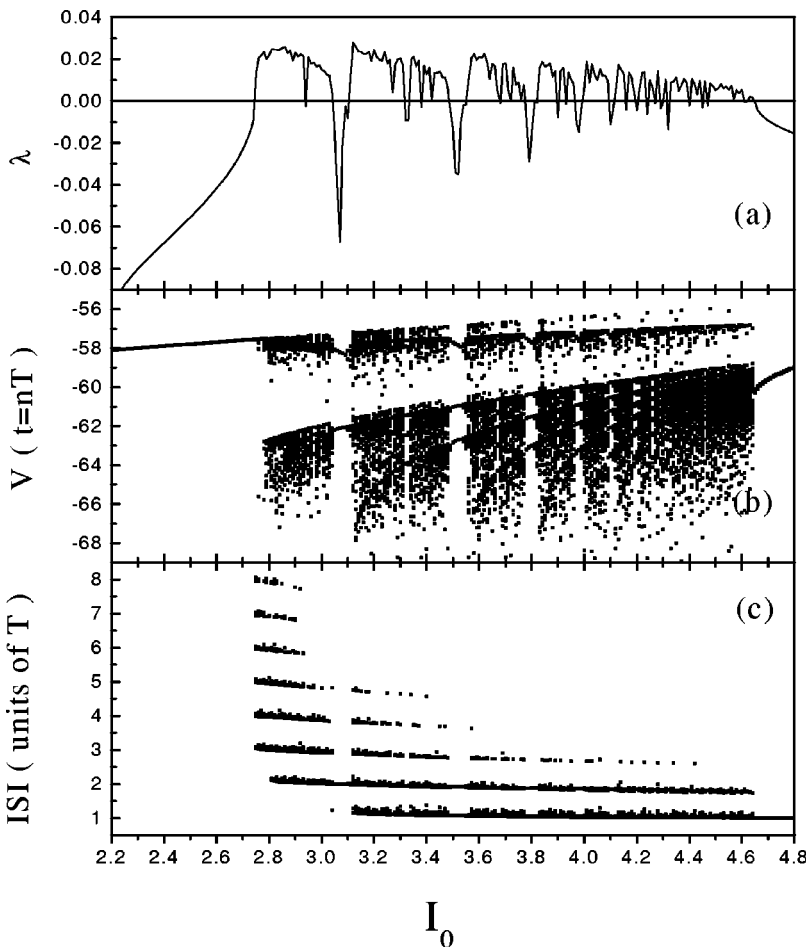 0.04
0.02
0.00
-0.02
-0.04
-0.06
-0.08
λ
(a)
-56
-58
-60
-62
-64
-66
-68
V ( t=nT )
(b)
8
7
6
5
4
3
2
1
ISI ( units of T )
(c)
2.2 2.4 2.6 2.8 3.0 3.2 3.4 3.6 3.8 4.0 4.2 4.4 4.6 4.8
I₀